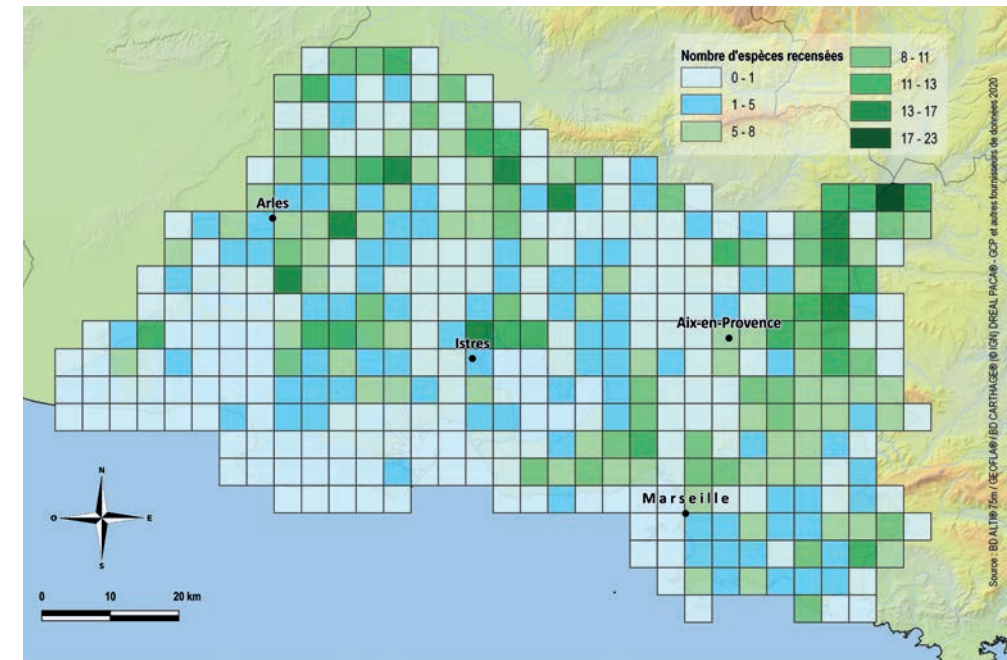 Nombre d'espèces recensées
0 - 1
1 - 5
5 - 8
8 - 11
11 - 13
13 - 17
17 - 23
Arles
Istres
Aix-en-Provence
Marseille
N
O
E
S
0 10 20 km
Source : BD ALTI® 75m / GEOFLA® / BD CARTHAGE® (© IGN) DREAL PACA® - GCP et autres fournisseirs de données 2020